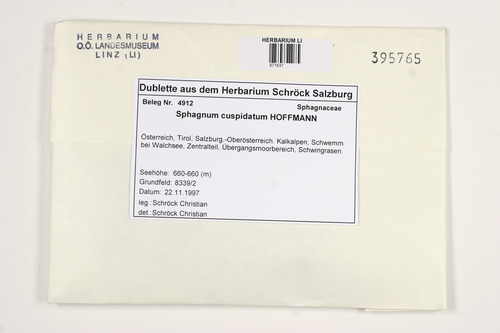 HERBARIUM
O.Ö. LANDESMUSEUM
LINZ (LI)
HERBARIUM LI
671637
395765
Dublette aus dem Herbarium Schröck Salzburg
Beleg Nr. 4912 Sphagnaceae
Sphagnum cuspidatum HOFFMANN
Österreich, Tirol, Salzburg -Oberösterreich. Kalkalpen, Schwemm
bei Walchsee, Zentralteil, Übergangsmoorbereich, Schwingrasen.
Seehöhe: 660-660 (m)
Grundfeld: 8339/2
Datum: 22.11.1997
leg.: Schröck Christian
det.: Schröck Christian